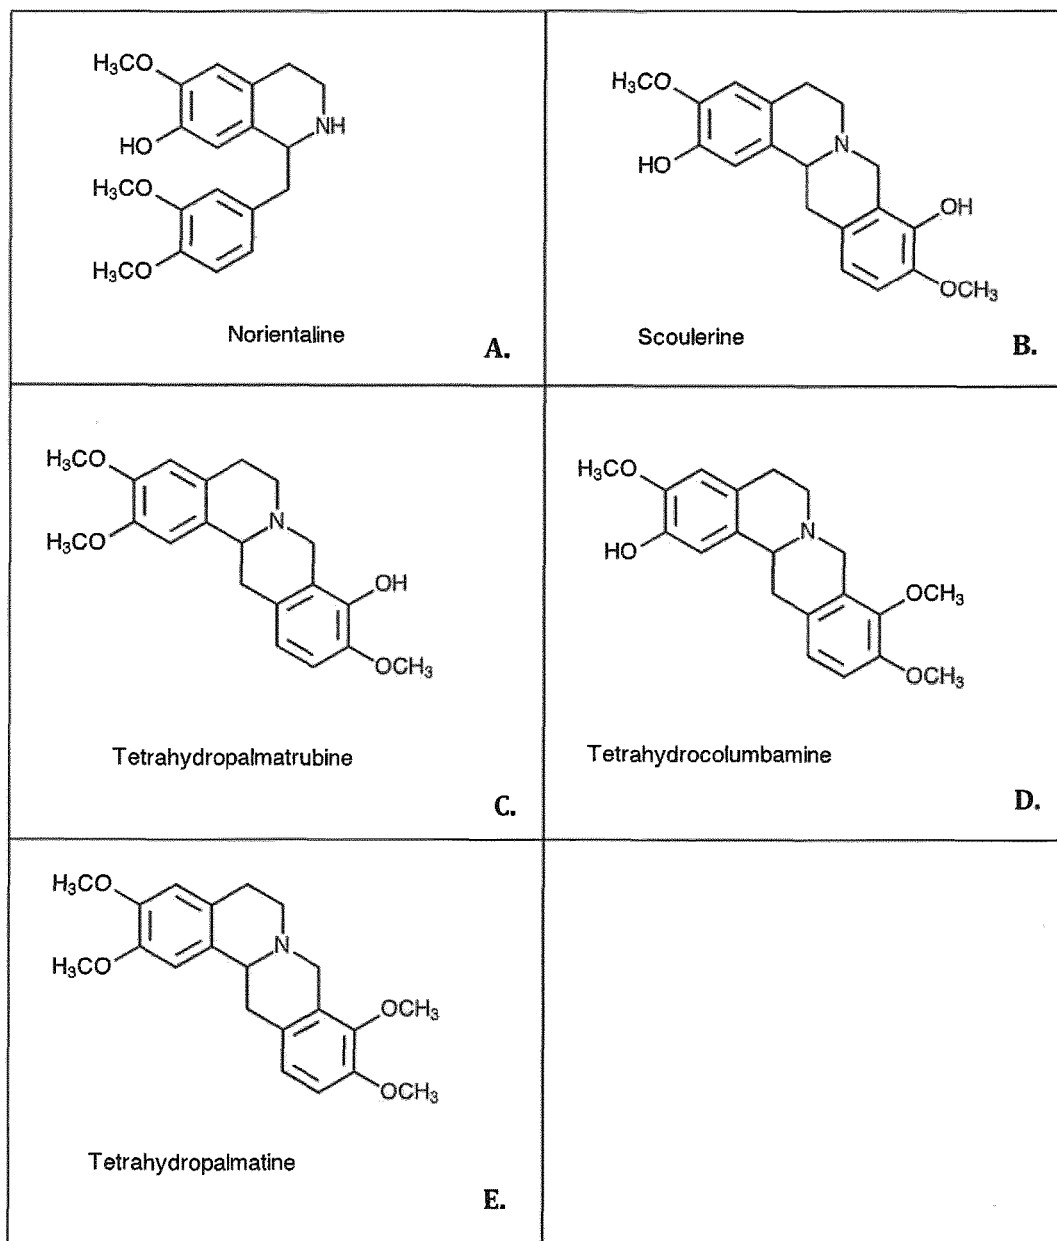 H₃CO
HO
NH
H₃CO
H₃CO
Norientaline
A.
H₃CO
HO
N
OH
OCH₃
Scoulerine
B.
H₃CO
H₃CO
N
OH
OCH₃
Tetrahydropalmatrubine
C.
H₃CO
HO
N
OCH₃
OCH₃
Tetrahydrocolumbamine
D.
H₃CO
H₃CO
N
OCH₃
OCH₃
Tetrahydropalmatine
E.